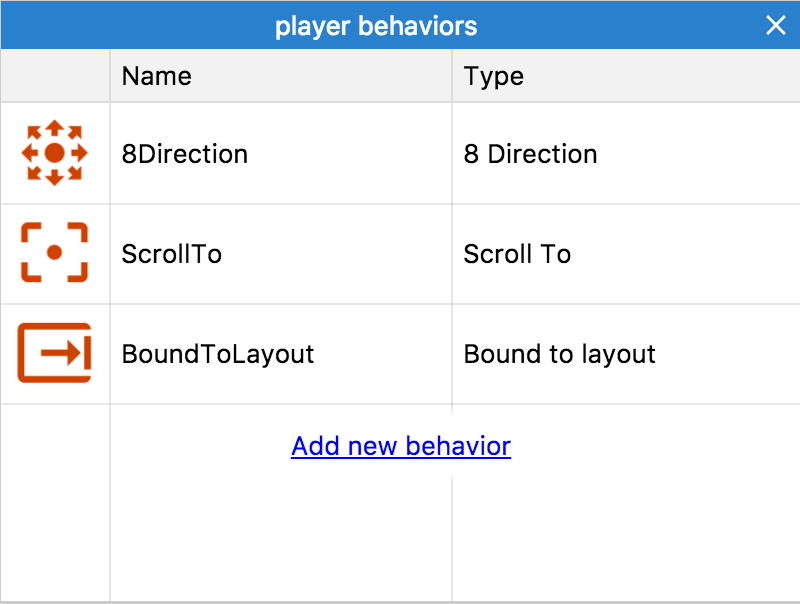 player behaviors
Name Type
8Direction 8 Direction
ScrollTo Scroll To
BoundToLayout Bound to layout
Add new behavior